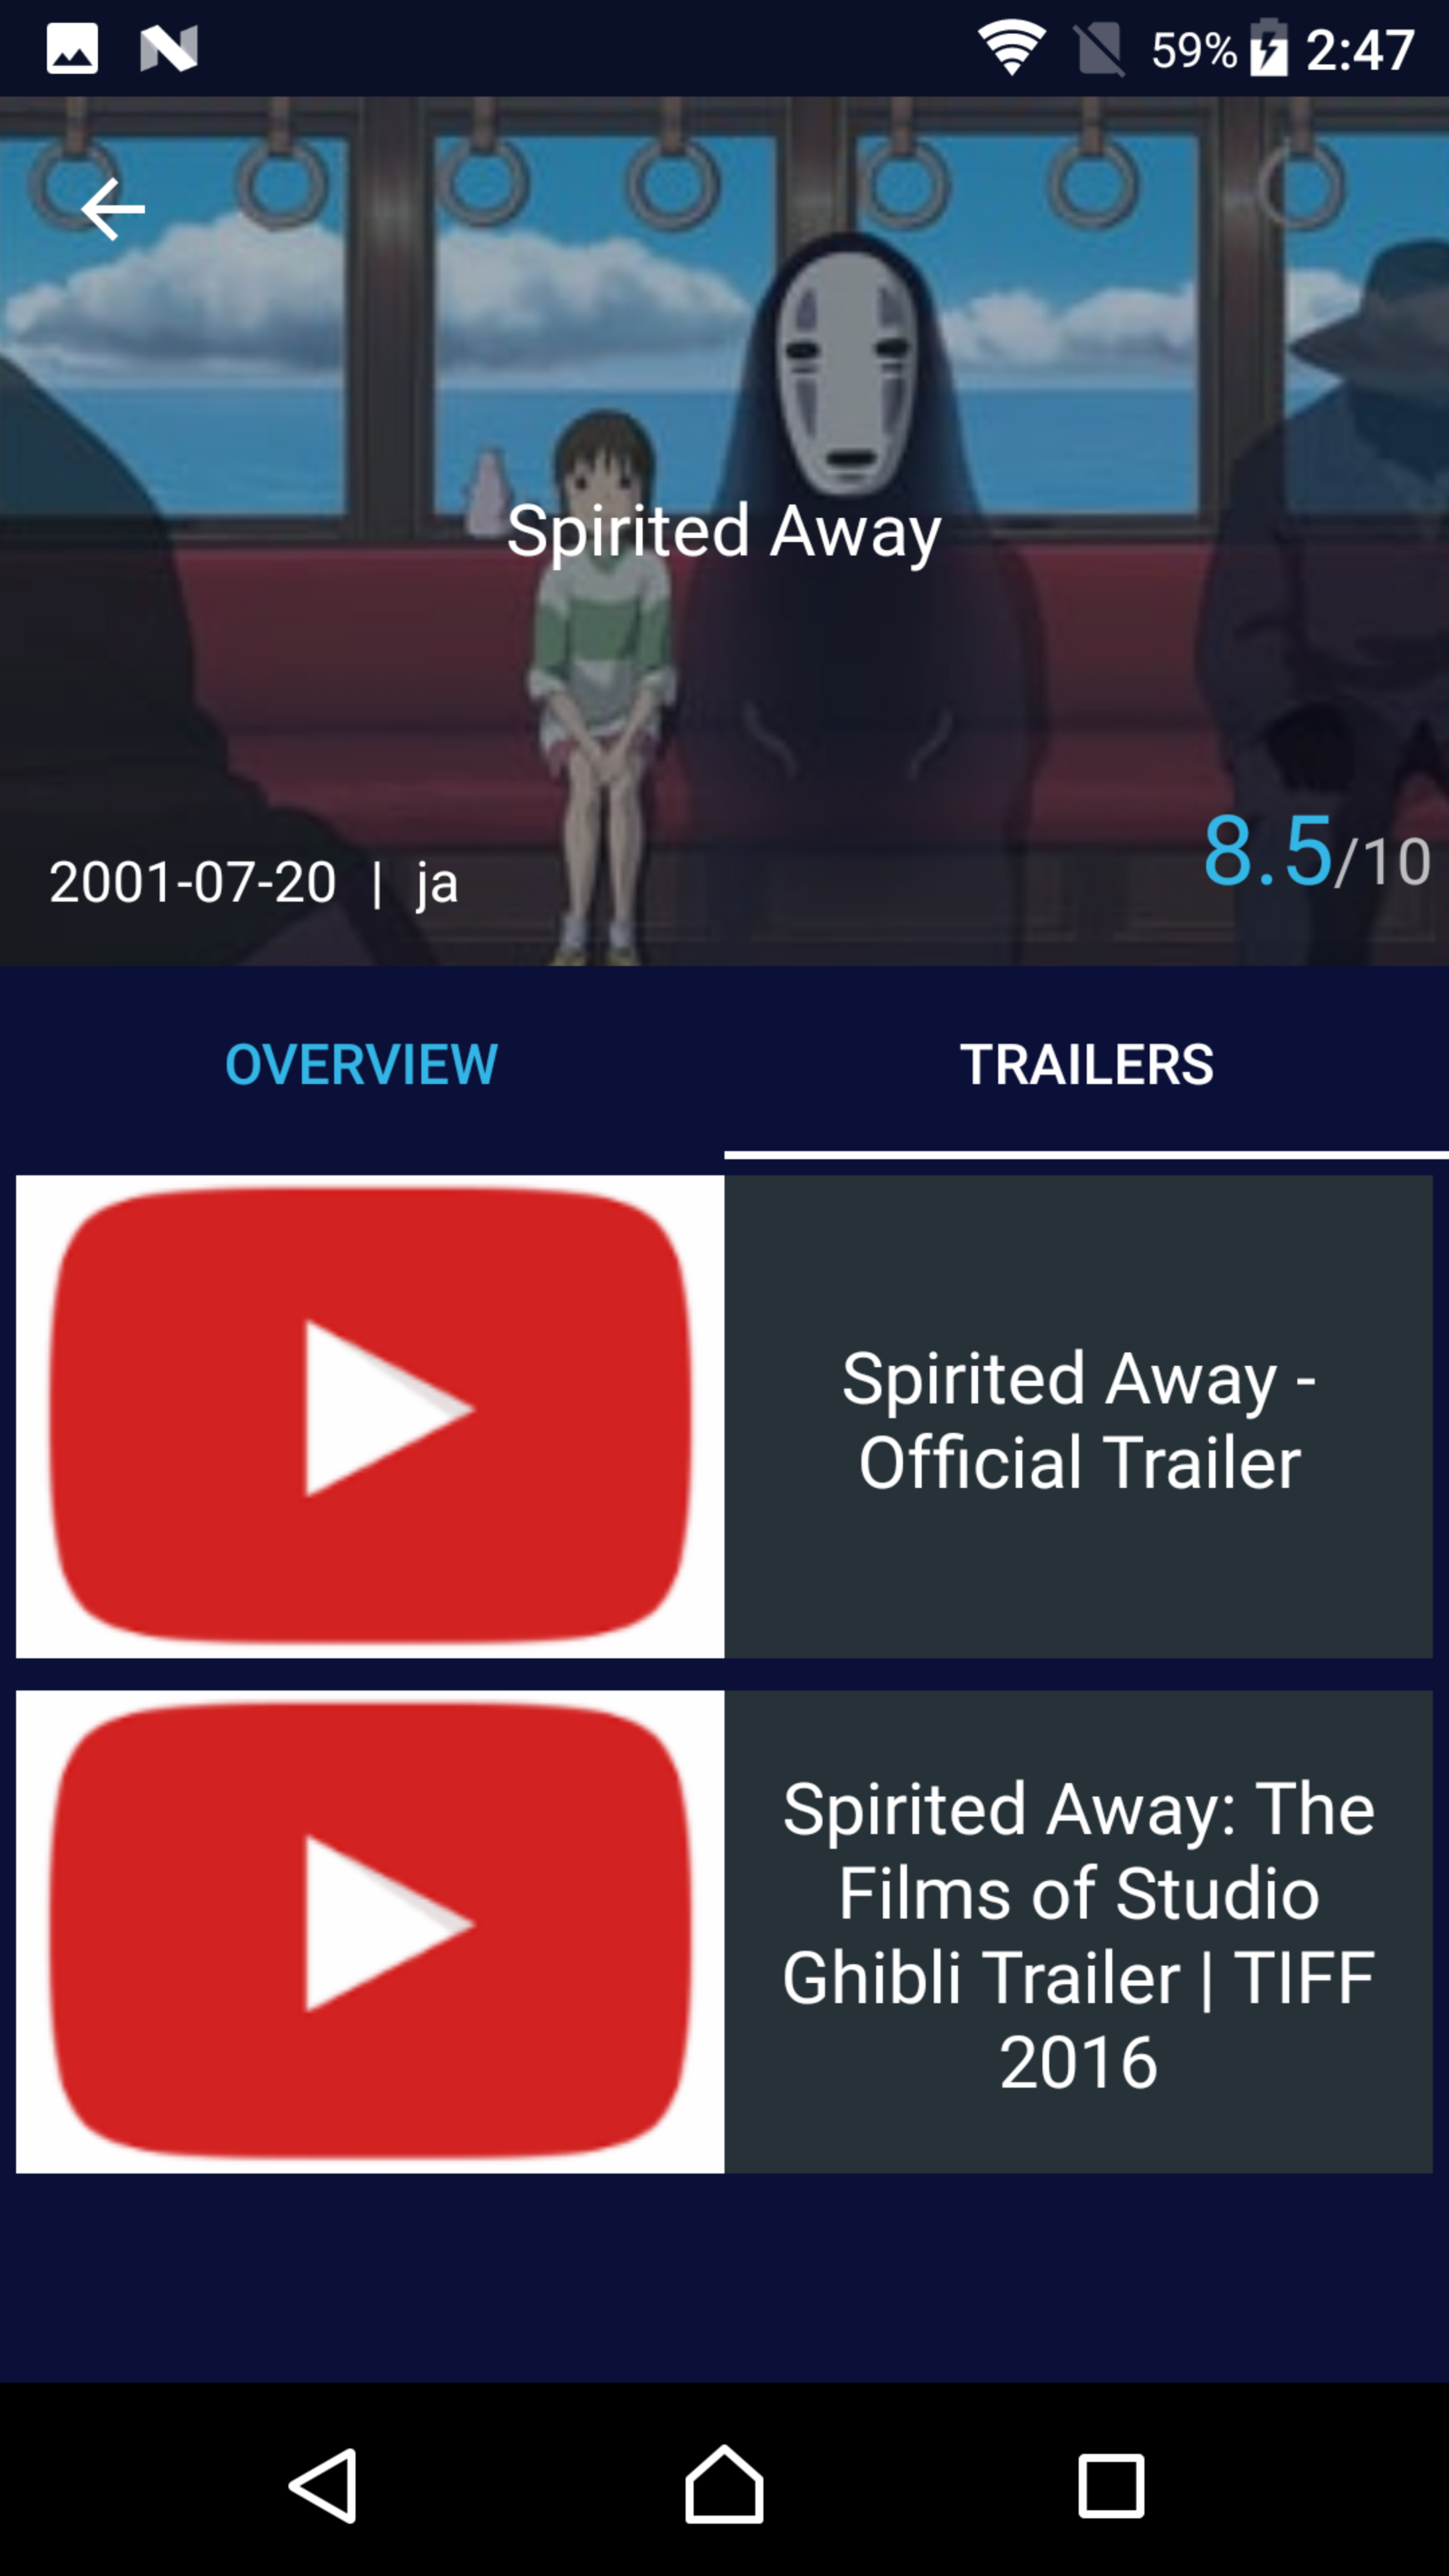 59% 2:47
Spirited Away
2001-07-20 | ja
8.5/10
OVERVIEW
TRAILERS
Spirited Away -
Official Trailer
Spirited Away: The
Films of Studio
Ghibli Trailer | TIFF
2016